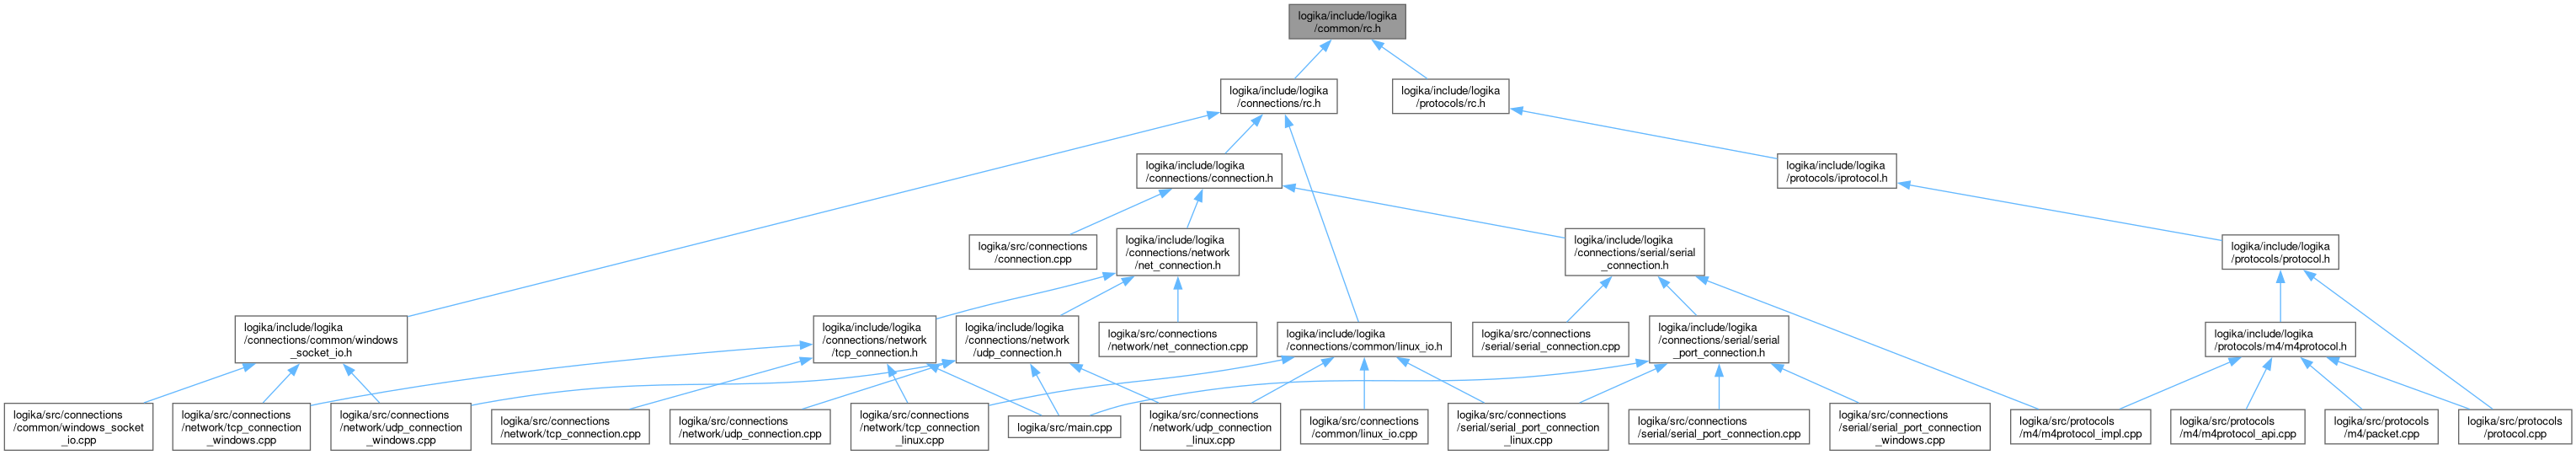 logika/include/logika
/common/rc.h
logika/include/logika
/connections/rc.h
logika/include/logika
/protocols/rc.h
logika/include/logika
/connections/connection.h
logika/include/logika
/protocols/iprotocol.h
logika/src/connections
/connection.cpp
logika/include/logika
/connections/network
/net_connection.h
logika/include/logika
/connections/serial/serial
_connection.h
logika/include/logika
/protocols/protocol.h
logika/include/logika
/connections/common/windows
_socket_io.h
logika/include/logika
/connections/network
/tcp_connection.h
logika/include/logika
/connections/network
/udp_connection.h
logika/src/connections
/network/net_connection.cpp
logika/include/logika
/connections/common/linux_io.h
logika/src/connections
/serial/serial_connection.cpp
logika/include/logika
/connections/serial/serial
_port_connection.h
logika/include/logika
/protocols/m4/m4protocol.h
logika/src/connections
/common/windows_socket
_io.cpp
logika/src/connections
/network/tcp_connection
_windows.cpp
logika/src/connections
/network/udp_connection
_windows.cpp
logika/src/connections
/network/tcp_connection.cpp
logika/src/connections
/network/udp_connection.cpp
logika/src/connections
/network/tcp_connection
_linux.cpp
logika/src/main.cpp
logika/src/connections
/network/udp_connection
_linux.cpp
logika/src/connections
/common/linux_io.cpp
logika/src/connections
/serial/serial_port_connection
_linux.cpp
logika/src/connections
/serial/serial_port_connection.cpp
logika/src/connections
/serial/serial_port_connection
_windows.cpp
logika/src/protocols
/m4/m4protocol_impl.cpp
logika/src/protocols
/m4/m4protocol_api.cpp
logika/src/protocols
/m4/packet.cpp
logika/src/protocols
/protocol.cpp